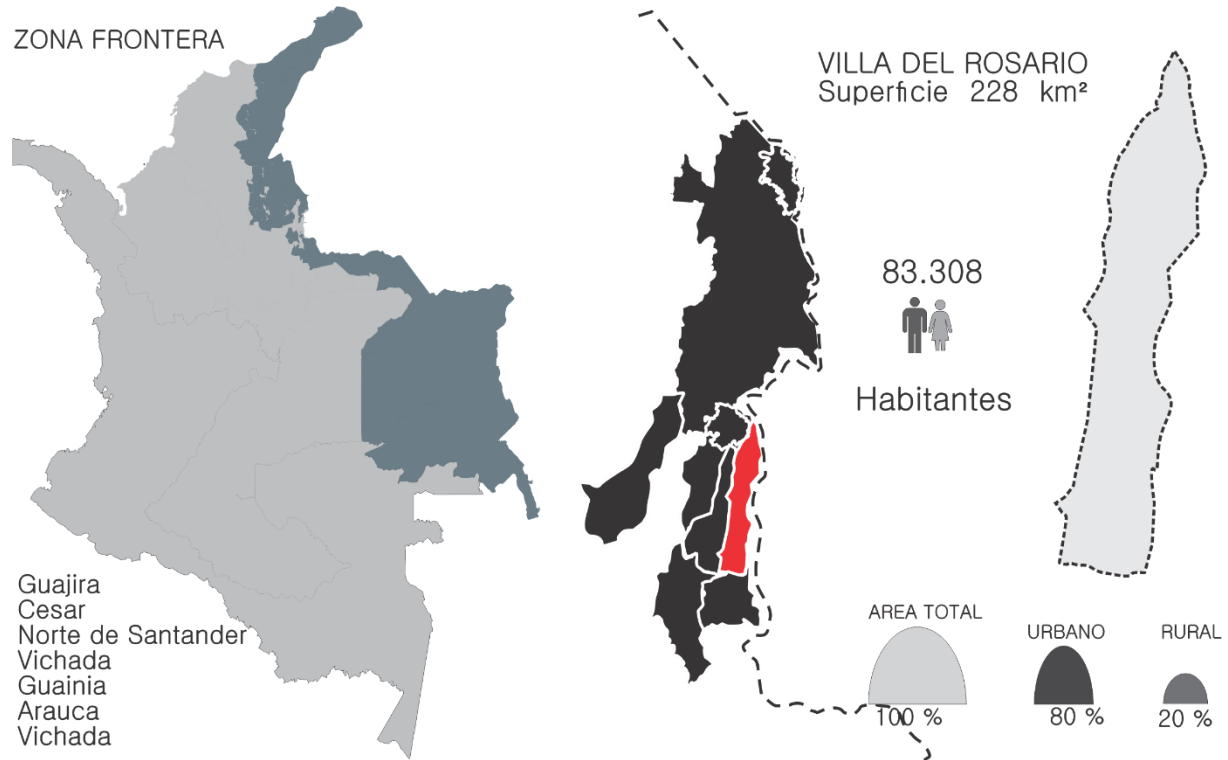 ZONA FRONTERA
Guajira
Cesar
Norte de Santander
Vichada
Guainia
Arauca
Vichada
VILLA DEL ROSARIO
Superficie 228 km²
83.308
Habitantes
AREA TOTAL
100 %
URBANO
80 %
RURAL
20 %